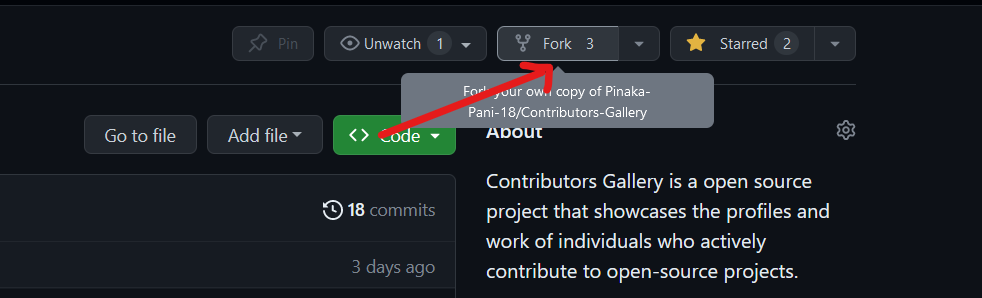 Pin
Unwatch 1
Fork 3
Starred 2
Fork your own copy of Pinaka-
Pani-18/Contributors-Gallery
Go to file
Add file
Code
About
18 commits
3 days ago
Contributors Gallery is a open source
project that showcases the profiles and
work of individuals who actively
contribute to open-source projects.